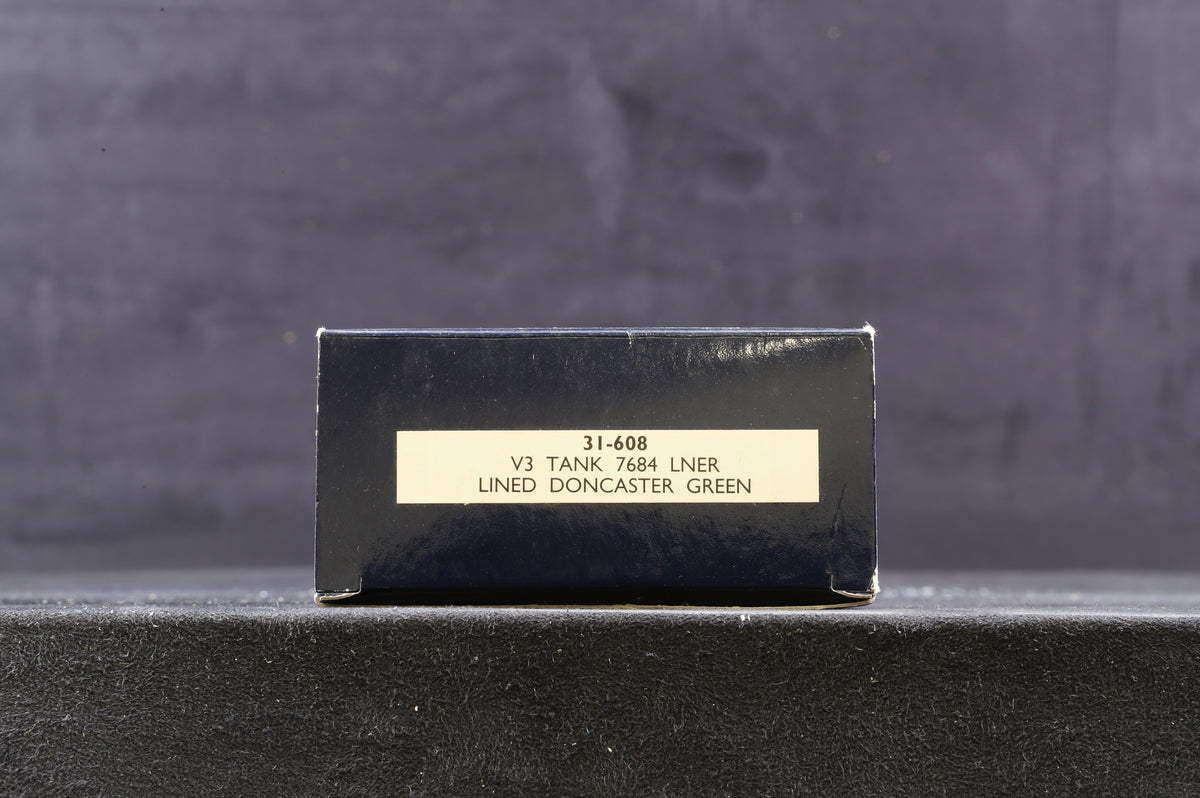 31-608
V3 TANK 7684 LNER
LINED DONCASTER GREEN